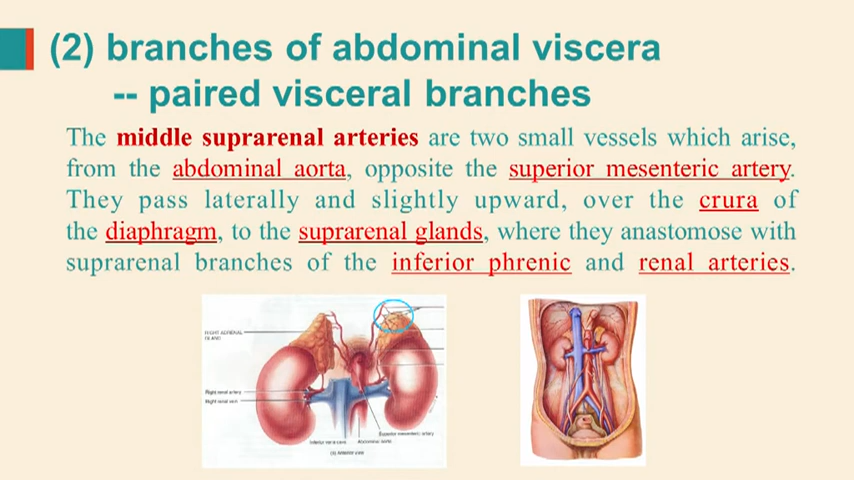 (2) branches of abdominal viscera
-- paired visceral branches
The middle suprarenal arteries are two small vessels which arise,
from the abdominal aorta, opposite the superior mesenteric artery.
They pass laterally and slightly upward, over the crura of
the diaphragm, to the suprarenal glands, where they anastomose with
suprarenal branches of the inferior phrenic and renal arteries.
RIGHT ADRENAL
GLAND
Right renal artery
Right renal vein
Superior mesenteric artery
Inferior vena cava
Abdominal aorta
(a) Anterior view